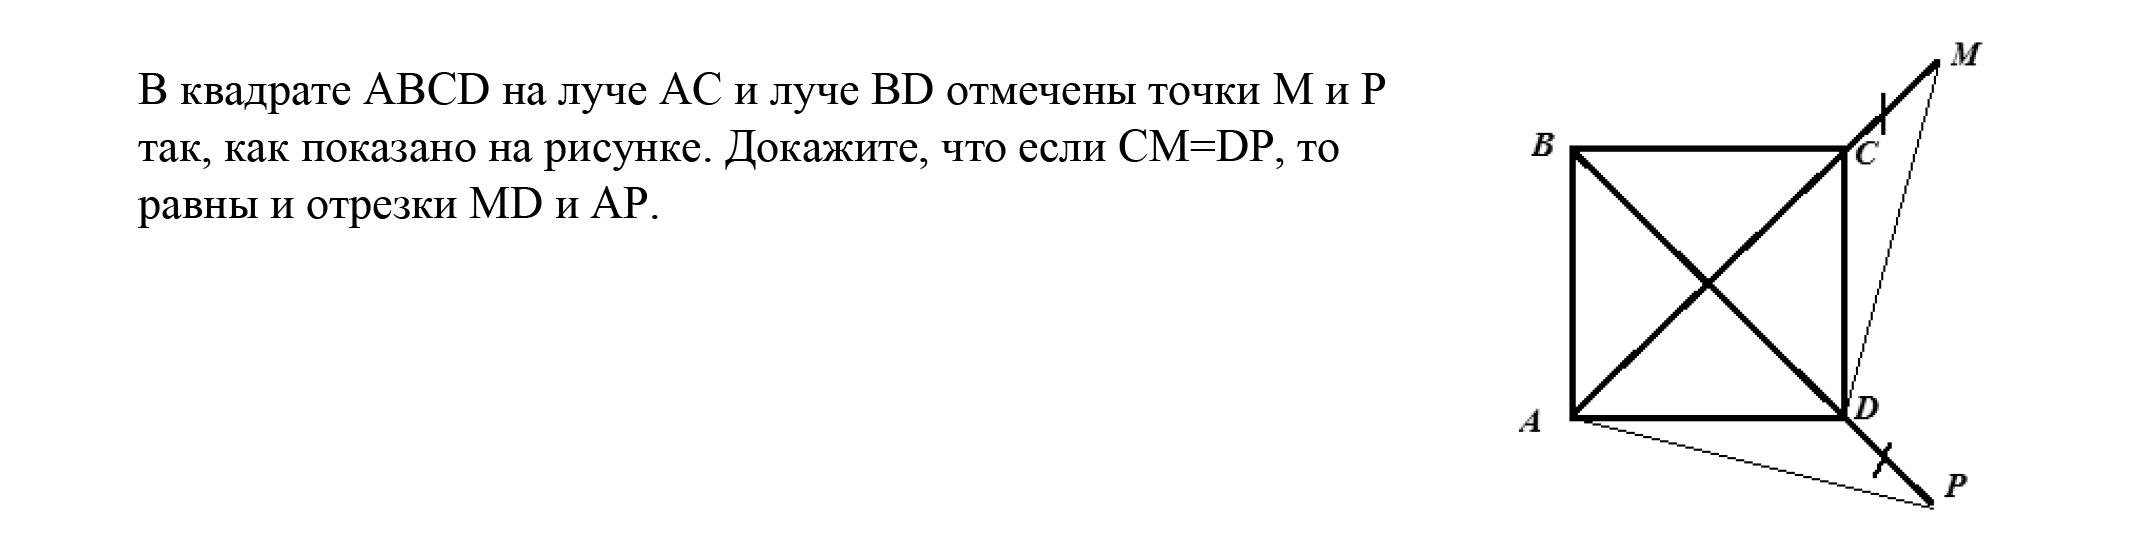 В квадрате ABCD на луче AC и луче BD отмечены точки М и Р
так, как показано на рисунке. Докажите, что если CM=DP, то
равны и отрезки MD и AP.
M
B
C
D
A
P